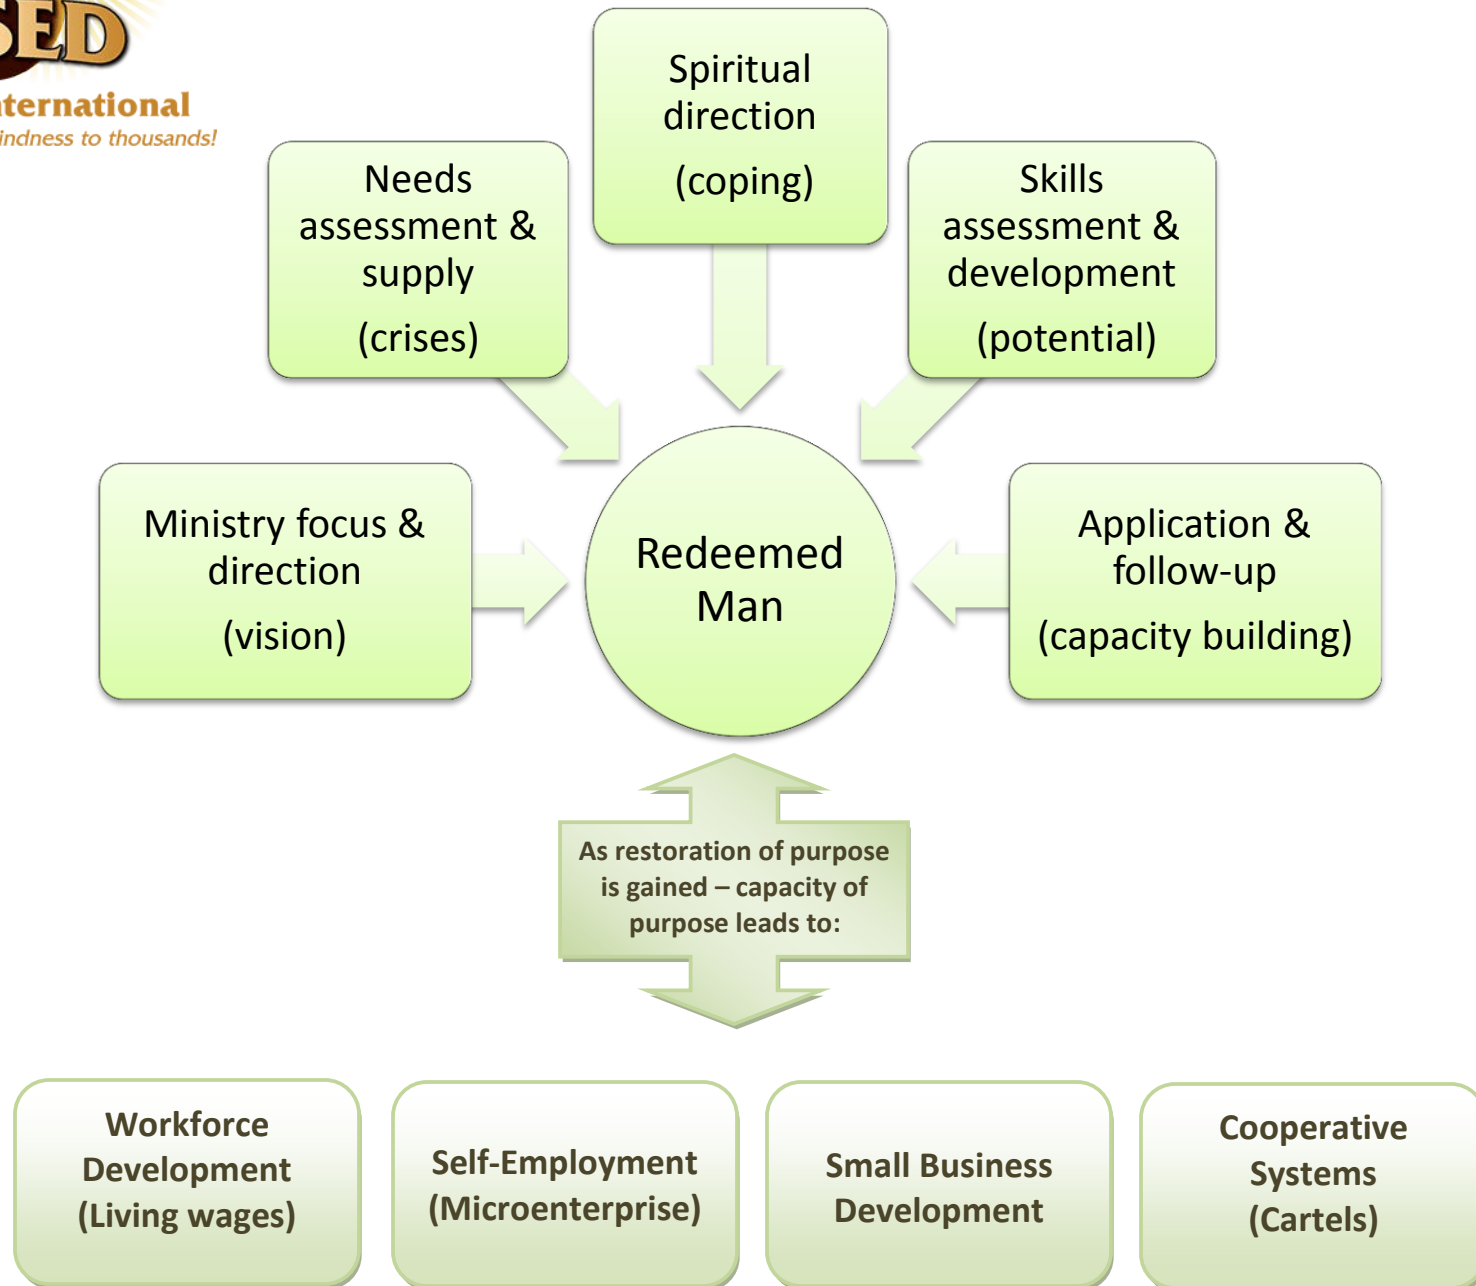 SED
nternational
indness to thousands!
Spiritual
direction
(coping)
Needs
assessment &
supply
(crises)
Skills
assessment &
development
(potential)
Ministry focus &
direction
(vision)
Redeemed
Man
Application &
follow-up
(capacity building)
As restoration of purpose
is gained – capacity of
purpose leads to:
Workforce
Development
(Living wages)
Self-Employment
(Microenterprise)
Small Business
Development
Cooperative
Systems
(Cartels)